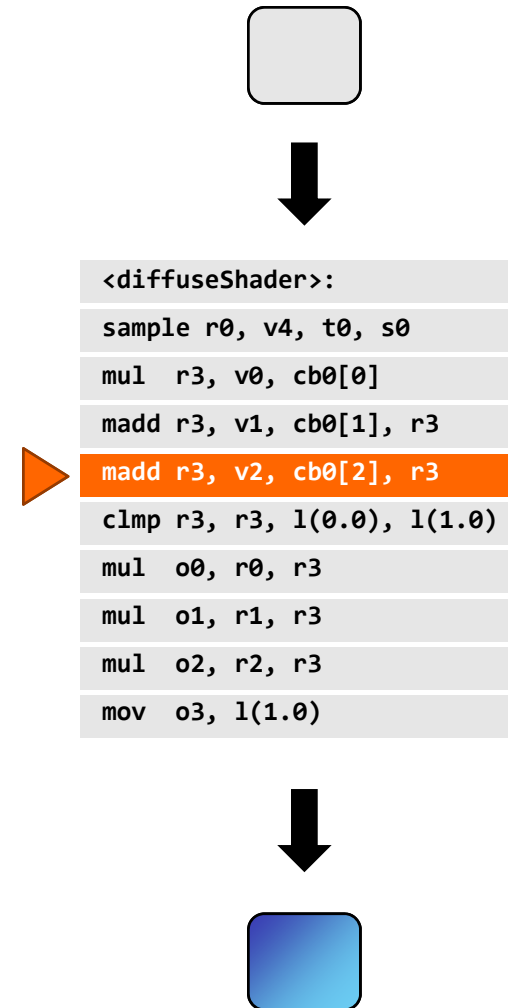 <diffuseShader>:
sample r0, v4, t0, s0
mul  r3, v0, cb0[0]
madd r3, v1, cb0[1], r3
madd r3, v2, cb0[2], r3
clmp r3, r3, l(0.0), l(1.0)
mul  o0, r0, r3
mul  o1, r1, r3
mul  o2, r2, r3
mov  o3, l(1.0)